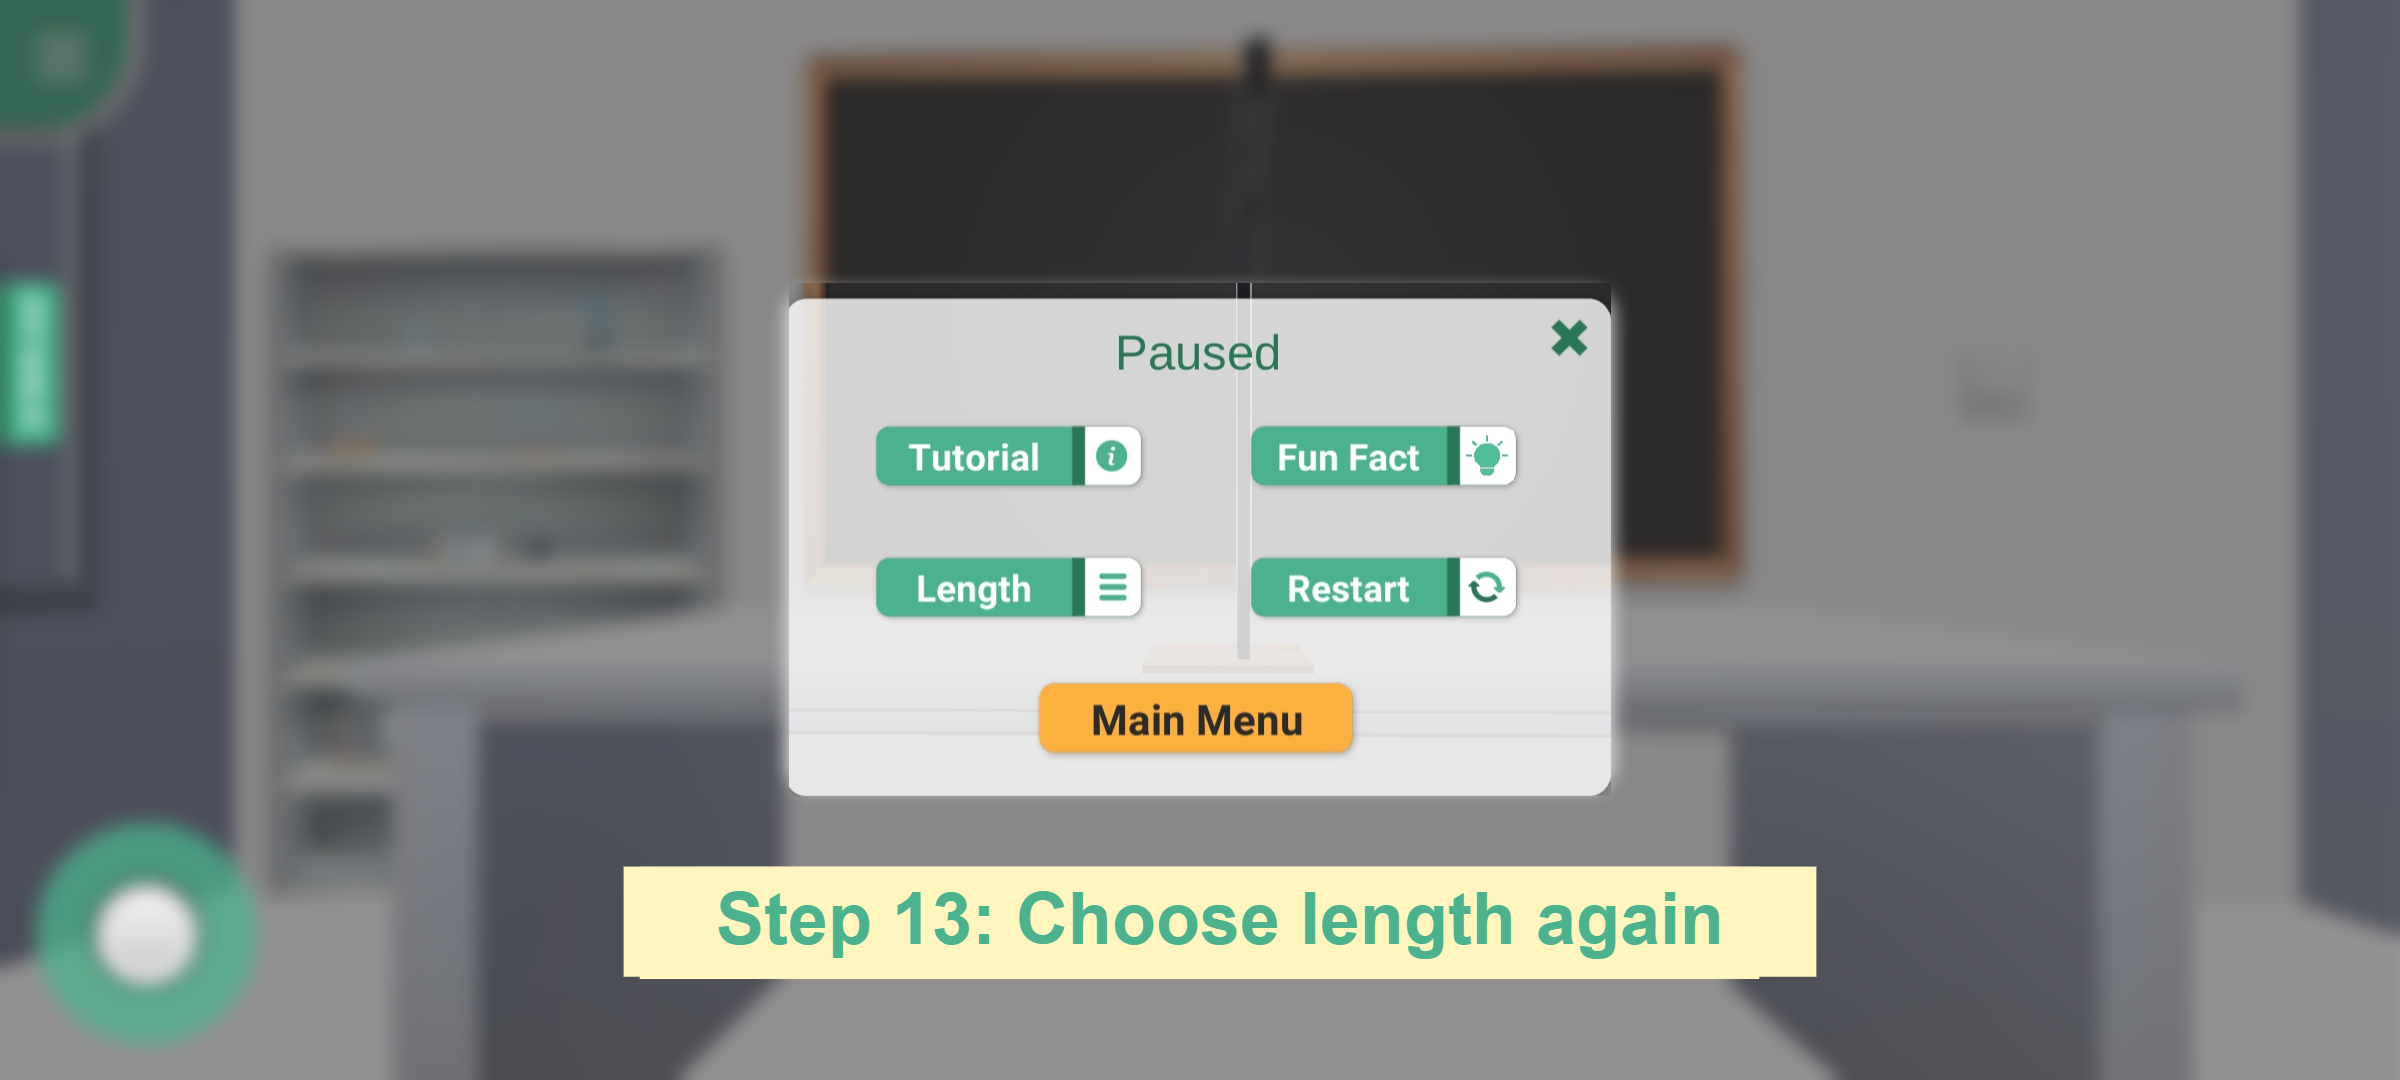 Paused
Tutorial
Fun Fact
Length
Restart
Main Menu
Step 13: Choose length again